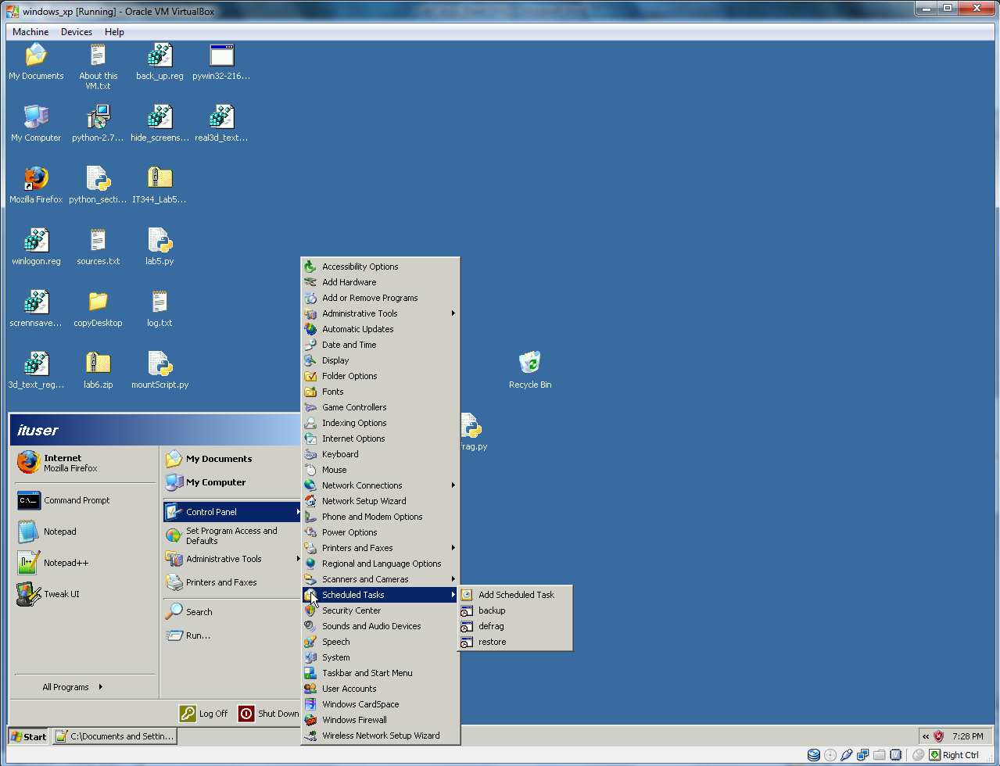 windows_xp [Running] - Oracle VM VirtualBox
Machine Devices Help
My Documents
About this
VM.txt
back_up.reg
pywin32-216...
My Computer
python-2.7...
hide_screens...
real3d_text...
Mozilla Firefox
python_secti...
IT344_Lab5...
winlogon.reg
sources.txt
lab5.py
scrennsave...
copyDesktop
log.txt
3d_text_reg...
lab6.zip
mountScript.py
Recycle Bin
frag.py
ituser
Internet
Mozilla Firefox
Command Prompt
Notepad
Notepad++
Tweak UI
All Programs
My Documents
My Computer
Control Panel
Set Program Access and
Defaults
Administrative Tools
Printers and Faxes
Search
Run...
Log Off
Shut Down
Accessibility Options
Add Hardware
Add or Remove Programs
Administrative Tools
Automatic Updates
Date and Time
Display
Folder Options
Fonts
Game Controllers
Indexing Options
Internet Options
Keyboard
Mouse
Network Connections
Network Setup Wizard
Phone and Modem Options
Power Options
Printers and Faxes
Regional and Language Options
Scanners and Cameras
Scheduled Tasks
Security Center
Sounds and Audio Devices
Speech
System
Taskbar and Start Menu
User Accounts
Windows CardSpace
Windows Firewall
Wireless Network Setup Wizard
Add Scheduled Task
backup
defrag
restore
Start
C:\Documents and Settin...
« 7:28 PM
Right Ctrl